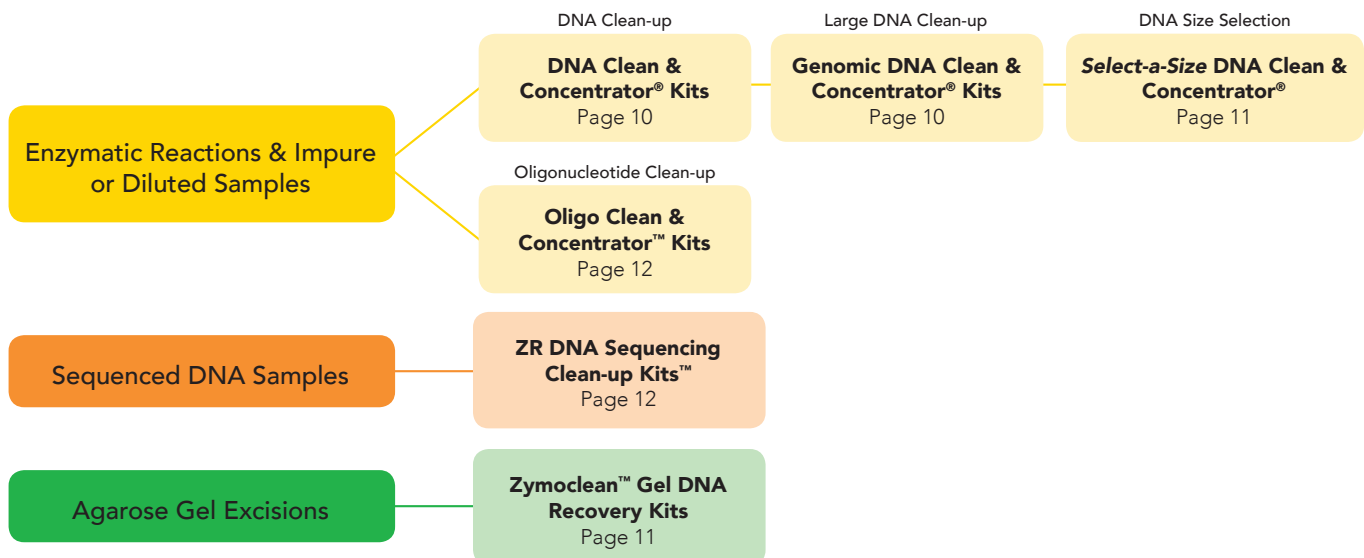 DNA Clean-up
DNA Clean &
Concentrator® Kits
Page 10
Large DNA Clean-up
Genomic DNA Clean &
Concentrator® Kits
Page 10
DNA Size Selection
Select-a-Size DNA Clean &
Concentrator®
Page 11
Enzymatic Reactions & Impure
or Diluted Samples
Oligonucleotide Clean-up
Oligo Clean &
Concentrator™ Kits
Page 12
Sequenced DNA Samples
ZR DNA Sequencing
Clean-up Kits™
Page 12
Agarose Gel Excisions
Zymoclean™ Gel DNA
Recovery Kits
Page 11